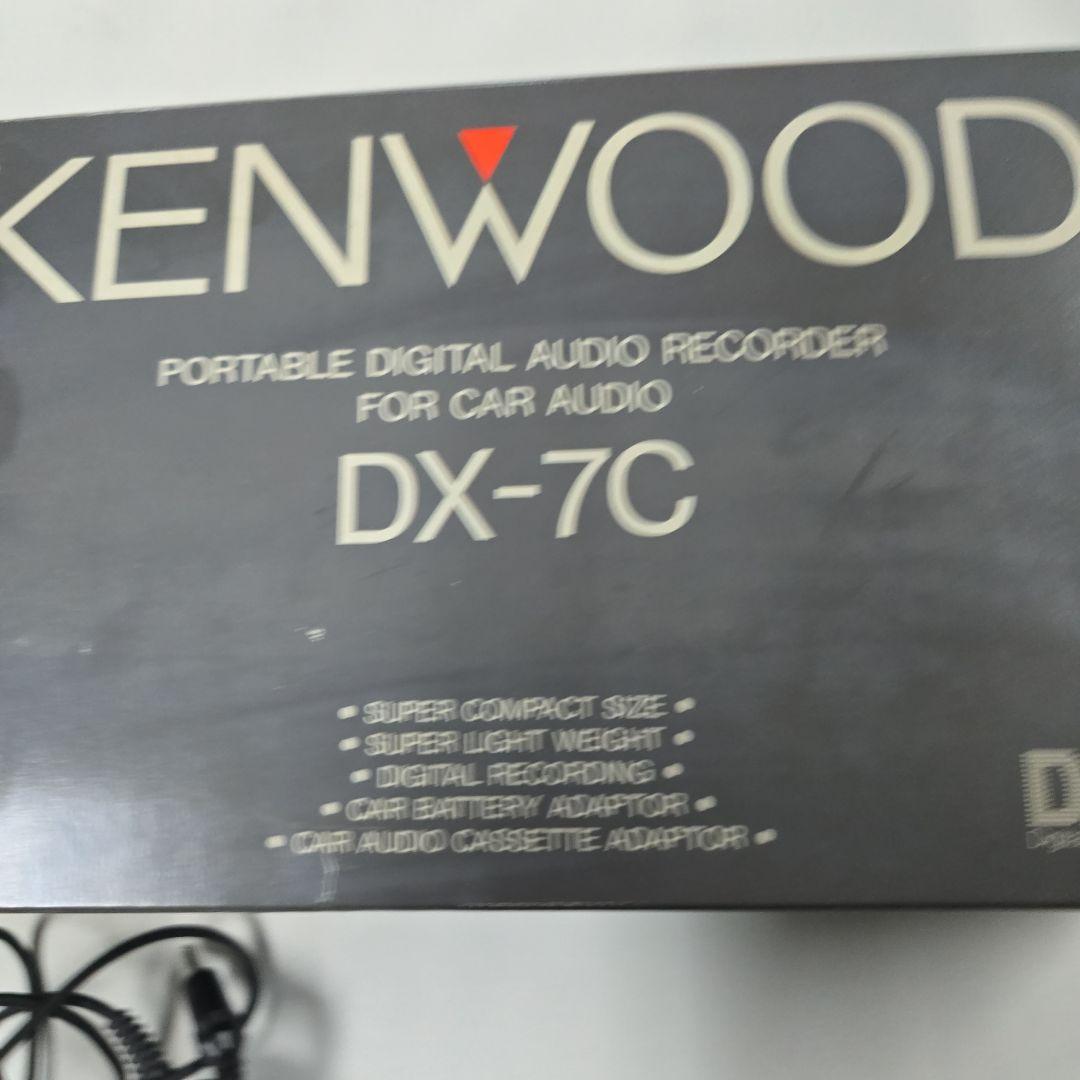 KENWOOD
PORTABLE DIGITAL AUDIO RECORDER
FOR CAR AUDIO
DX-7C
• SUPER COMPACT SIZE •
• SUPER LIGHT WEIGHT •
• DIGITAL RECORDING •
• CAR BATTERY ADAPTOR •
• CAR AUDIO CASSETTE ADAPTOR •
D